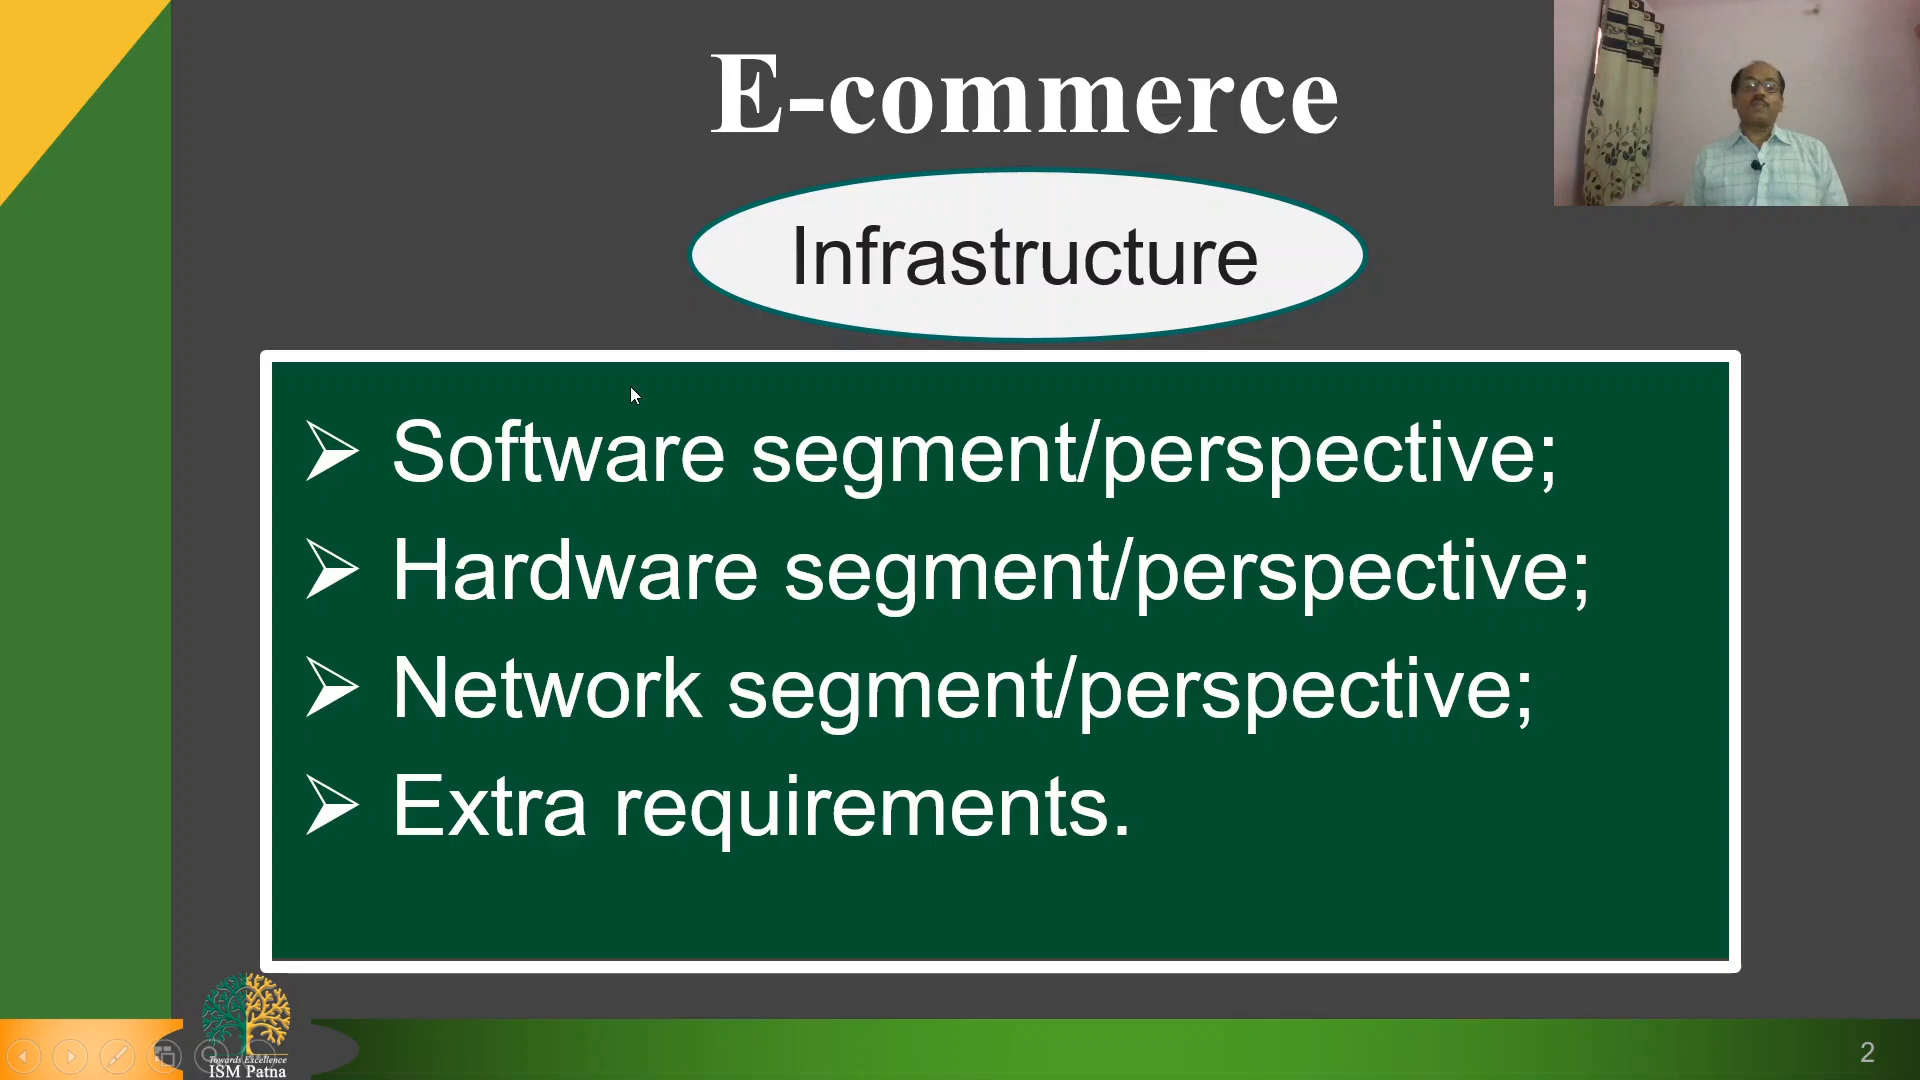 E-commerce
Infrastructure
Software segment/perspective;
Hardware segment/perspective;
Network segment/perspective;
Extra requirements.
Towards Excellence
ISM Patna
2